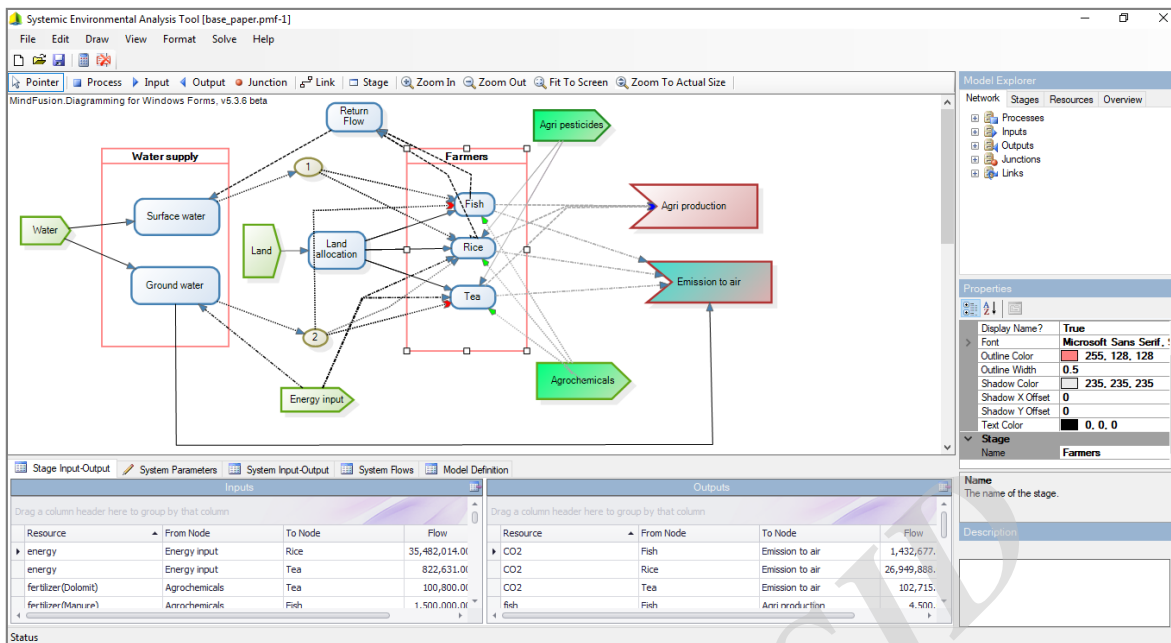 Systemic Environmental Analysis Tool [base_paper.pmf-1]
File Edit Draw View Format Solve Help
Pointer Process Input Output Junction Link Stage Zoom In Zoom Out Fit To Screen Zoom To Actual Size
MindFusion.Diagramming for Windows Forms, v5.3.6 beta
Return
Flow
Agri pesticides
Water supply
Farmers
1
Surface water
Fish
Agri production
Water
Land
Land
allocation
Rice
Ground water
Tea
Emission to air
2
Agrochemicals
Energy input
Model Explorer
Network Stages Resources Overview
Processes
Inputs
Outputs
Junctions
Links
Properties
Display Name? True
Font Microsoft Sans Serif,
Outline Color 255, 128, 128
Outline Width 0.5
Shadow Color 235, 235, 235
Shadow X Offset 0
Shadow Y Offset 0
Text Color 0, 0, 0
Stage
Name Farmers
Name
The name of the stage.
Description
Stage Input-Output System Parameters System Input-Output System Flows Model Definition
Inputs
Drag a column header here to group by that column
Resource From Node To Node Flow
energy Energy input Rice 35,482,014.00
energy Energy input Tea 822,631.00
fertilizer(Dolomit) Agrochemicals Tea 100,800.00
fertilizer(Manure) Agrochemicals Fish 1,500,000.00
Outputs
Drag a column header here to group by that column
Resource From Node To Node Flow
CO2 Fish Emission to air 1,432,677.
CO2 Rice Emission to air 26,949,888.
CO2 Tea Emission to air 102,715.
fish Fish Agri production 4,500.
Status
SID